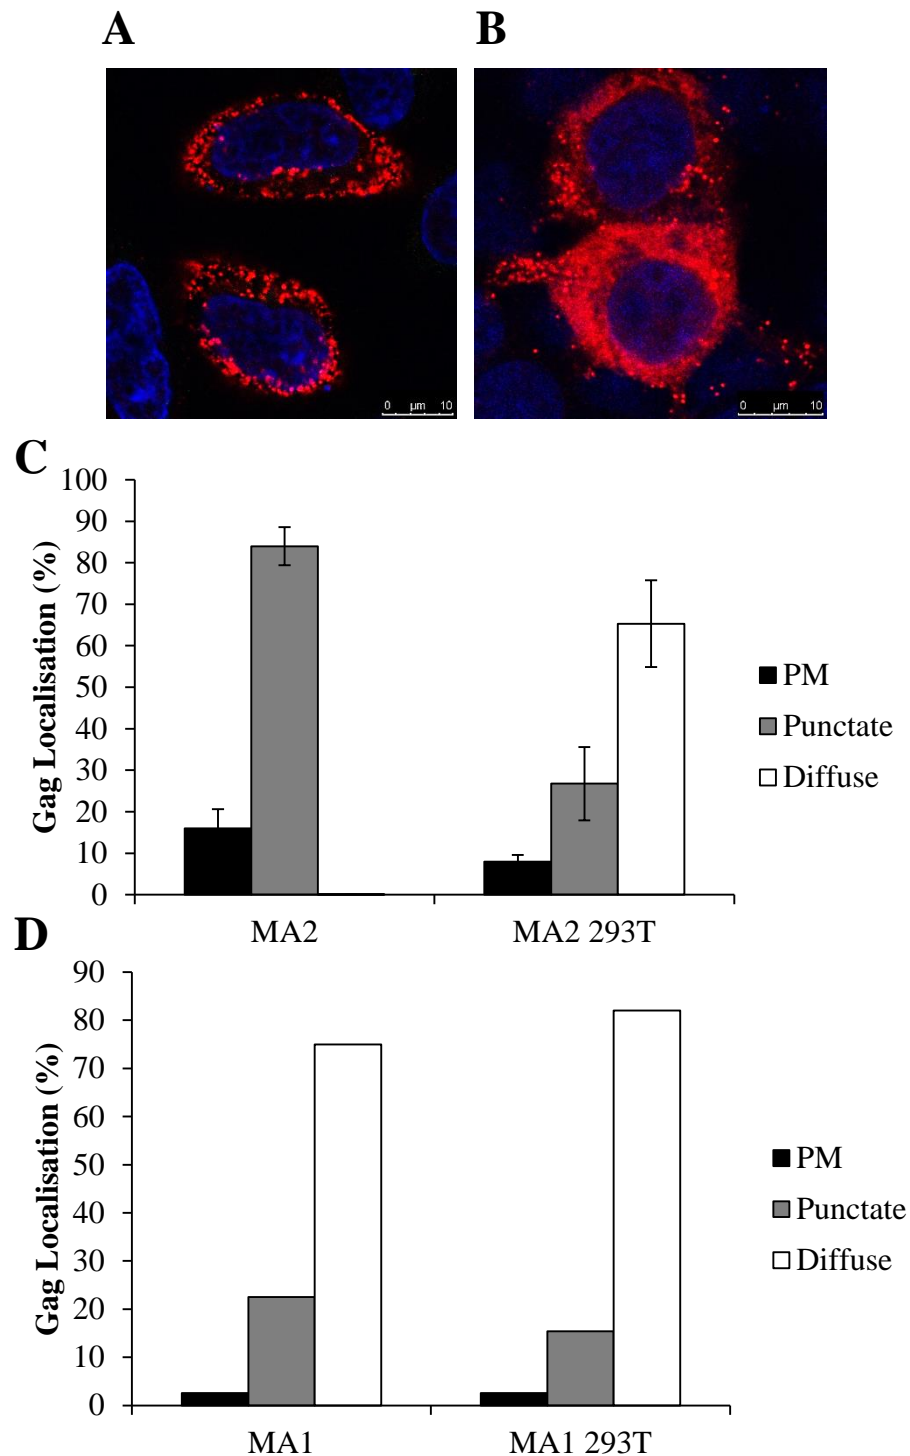 A
B
0 μm 10
0 μm 10
C
100
90
80
70
60
50
40
30
20
10
0
Gag Localisation (%)
PM
Punctate
Diffuse
MA2
MA2 293T
D
90
80
70
60
50
40
30
20
10
0
Gag Localisation (%)
PM
Punctate
Diffuse
MA1
MA1 293T